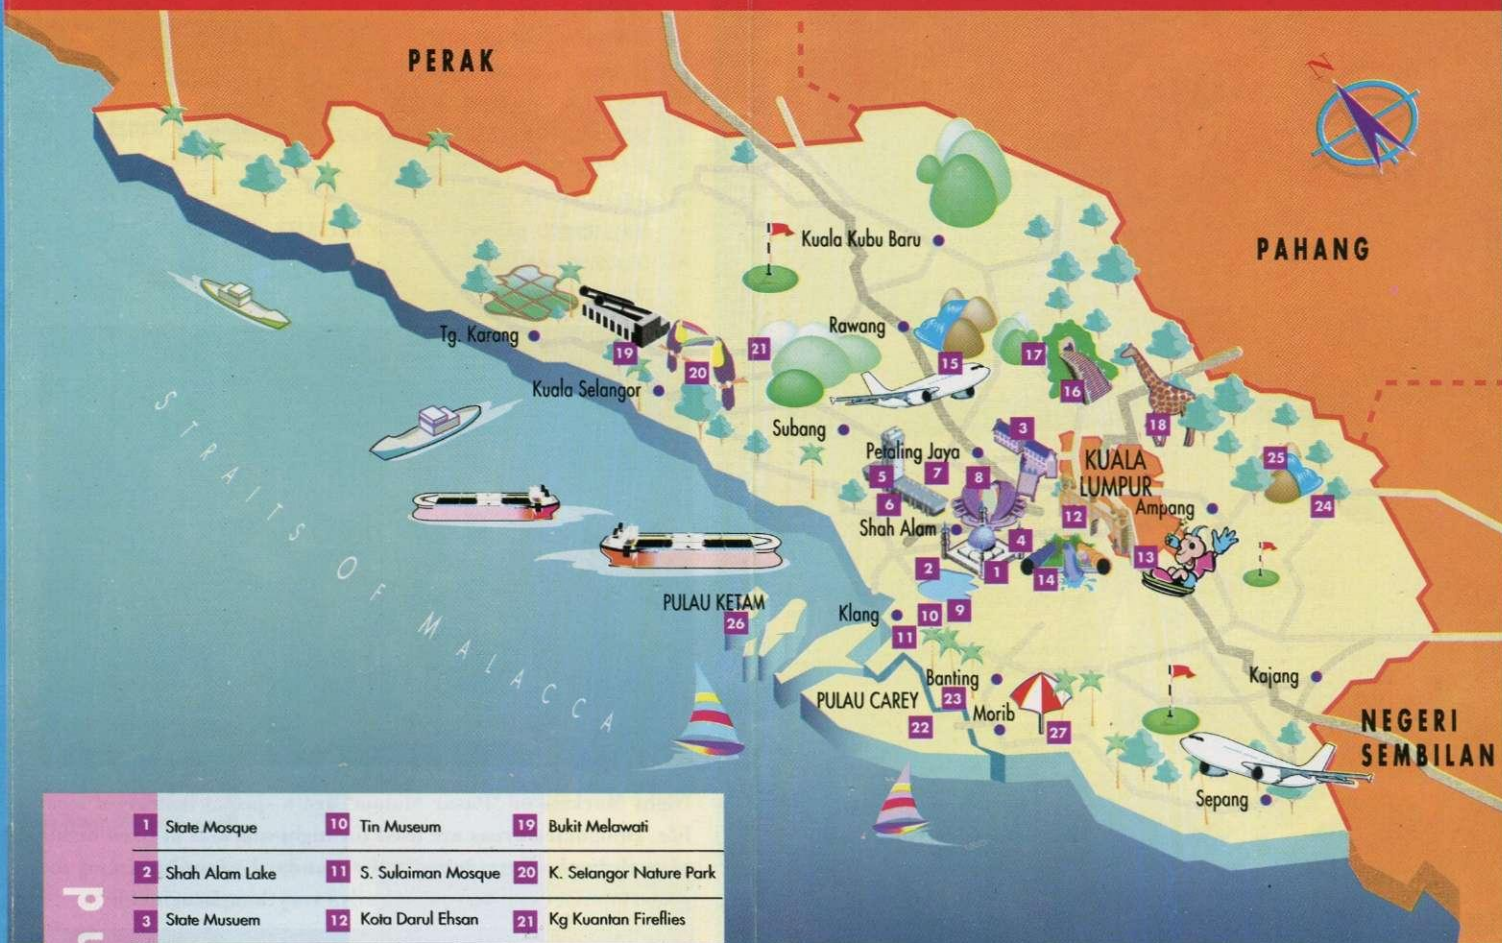 N
PERAK
PAHANG
Kuala Kubu Baru
Rawang
Tg. Karang
19
20
21
15
17
16
18
Kuala Selangor
Subang
3
Petaling Jaya
5
7
8
KUALA
LUMPUR
25
6
12
Ampang
24
Shah Alam
4
13
2
1
14
STRAITS OF MALACCA
PULAU KETAM
26
Klang
10
9
11
Banting
Kajang
PULAU CAREY
23
Morib
22
27
NEGERI
SEMBILAN
Sepang
1 State Mosque
10 Tin Museum
19 Bukit Melawati
2 Shah Alam Lake
11 S. Sulaiman Mosque
20 K. Selangor Nature Park
3 State Musuem
12 Kota Darul Ehsan
21 Kg Kuantan Fireflies